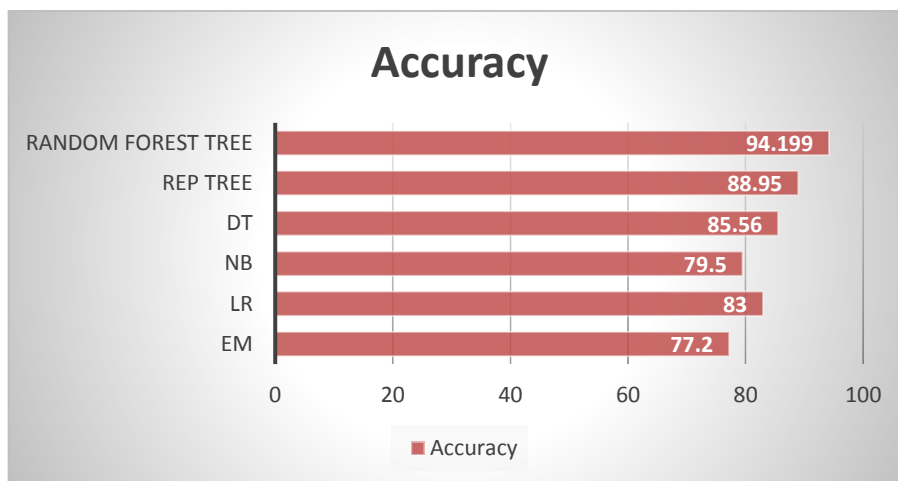 Accuracy
RANDOM FOREST TREE 94.199
REP TREE 88.95
DT 85.56
NB 79.5
LR 83
EM 77.2
0 20 40 60 80 100
Accuracy